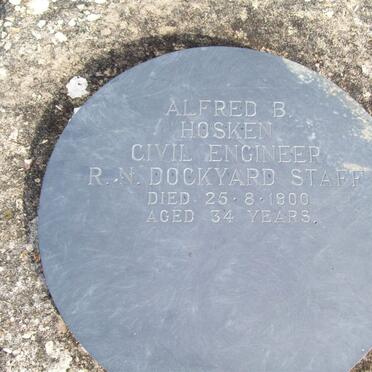 ALFRED B.
HOSKEN
CIVIL ENGINEER
R. N. DOCKYARD STAFF
DIED 25·8·1900
AGED 34 YEARS.